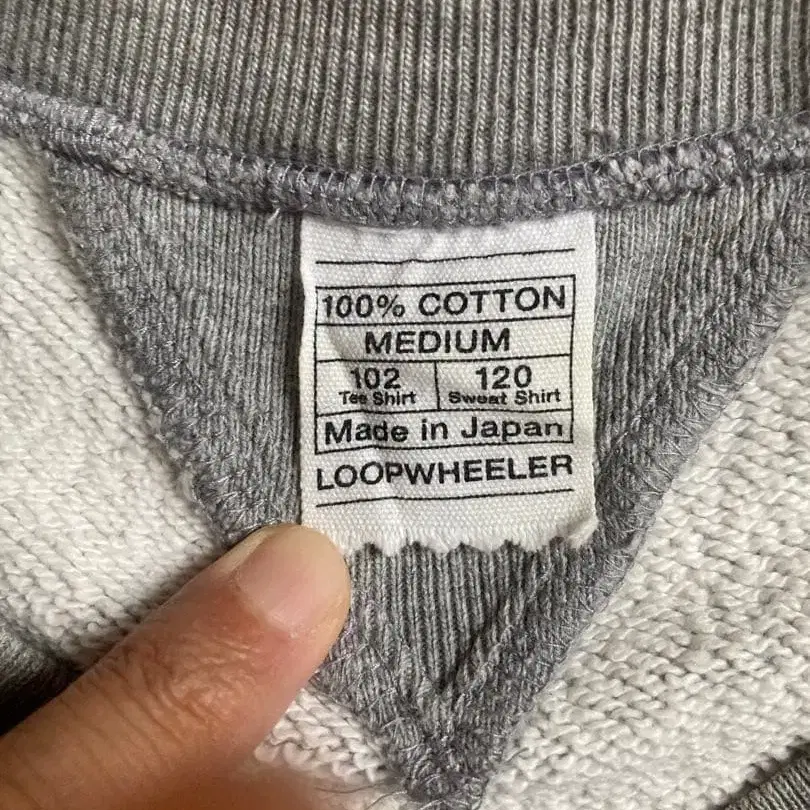 100% COTTON
MEDIUM
102 120
Tee Shirt Sweat Shirt
Made in Japan
LOOPWHEELER